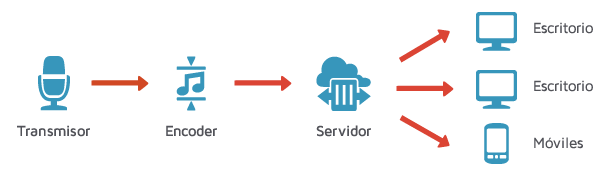 Transmisor
Encoder
Servidor
Escritorio
Escritorio
Móviles